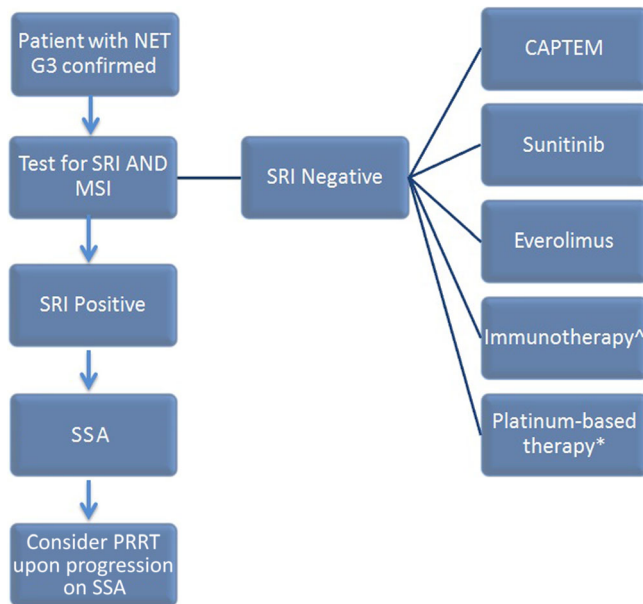 Patient with NET
G3 confirmed
Test for SRI AND
MSI
SRI Positive
SSA
Consider PRRT
upon progression
on SSA
SRI Negative
CAPTEM
Sunitinib
Everolimus
Immunotherapy^
Platinum-based
therapy*